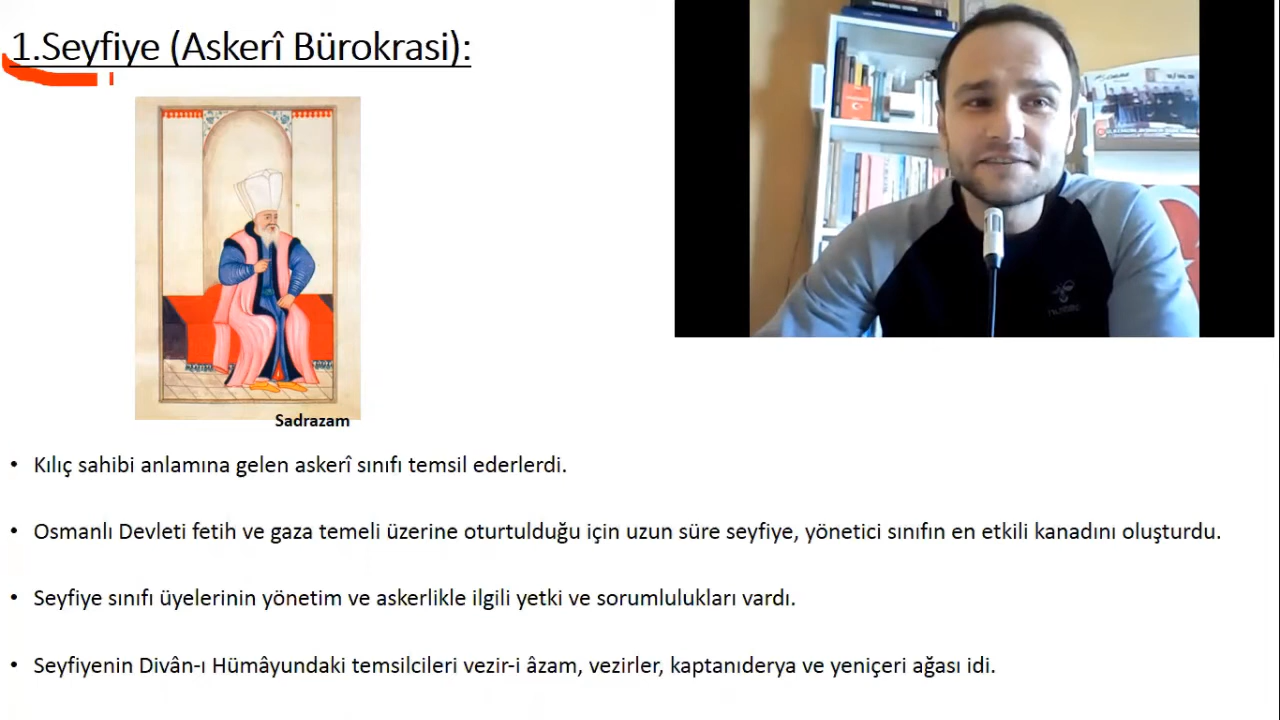 1.Seyfiye (Askerî Bürokrasi):
Sadrazam
• Kılıç sahibi anlamına gelen askerî sınıfı temsil ederlerdi.
• Osmanlı Devleti fetih ve gaza temeli üzerine oturtulduğu için uzun süre seyfiye, yönetici sınıfın en etkili kanadını oluşturdu.
• Seyfiye sınıfı üyelerinin yönetim ve askerlikle ilgili yetki ve sorumlulukları vardı.
• Seyfiyenin Divân-ı Hümâyundaki temsilcileri vezir-i âzam, vezirler, kaptanıderya ve yeniçeri ağası idi.